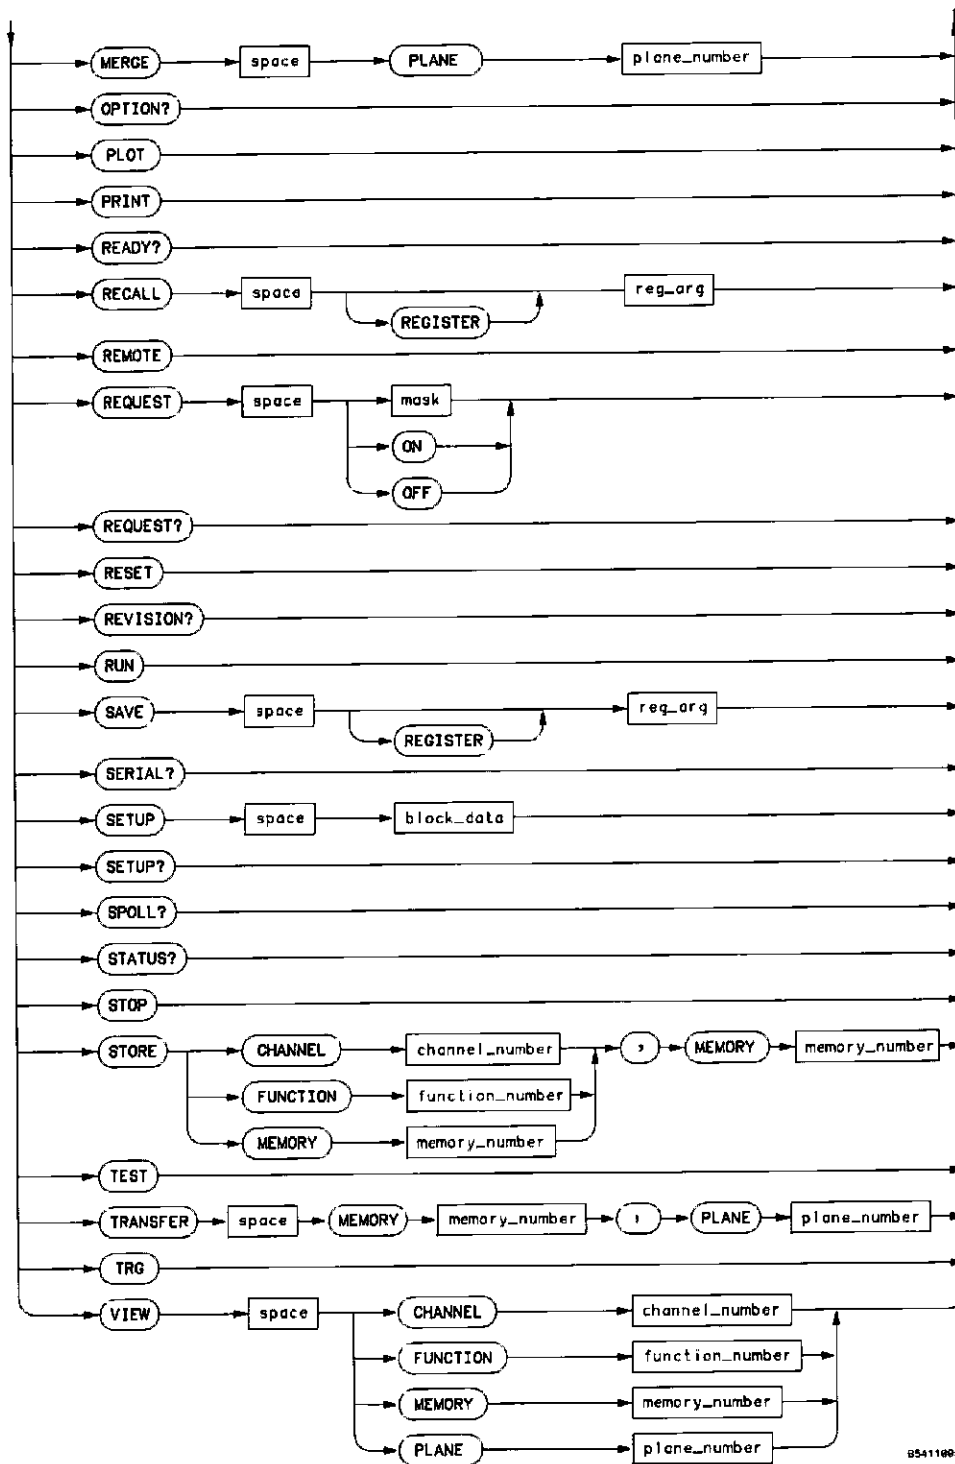 MERGE space PLANE plane_number
OPTION?
PLOT
PRINT
READY?
RECALL space reg_arg
REGISTER
REMOTE
REQUEST space mask
ON
OFF
REQUEST?
RESET
REVISION?
RUN
SAVE space reg_arg
REGISTER
SERIAL?
SETUP space block_data
SETUP?
SPOLL?
STATUS?
STOP
STORE CHANNEL channel_number , MEMORY memory_number
FUNCTION function_number
MEMORY memory_number
TEST
TRANSFER space MEMORY memory_number , PLANE plane_number
TRG
VIEW space CHANNEL channel_number
FUNCTION function_number
MEMORY memory_number
PLANE plane_number